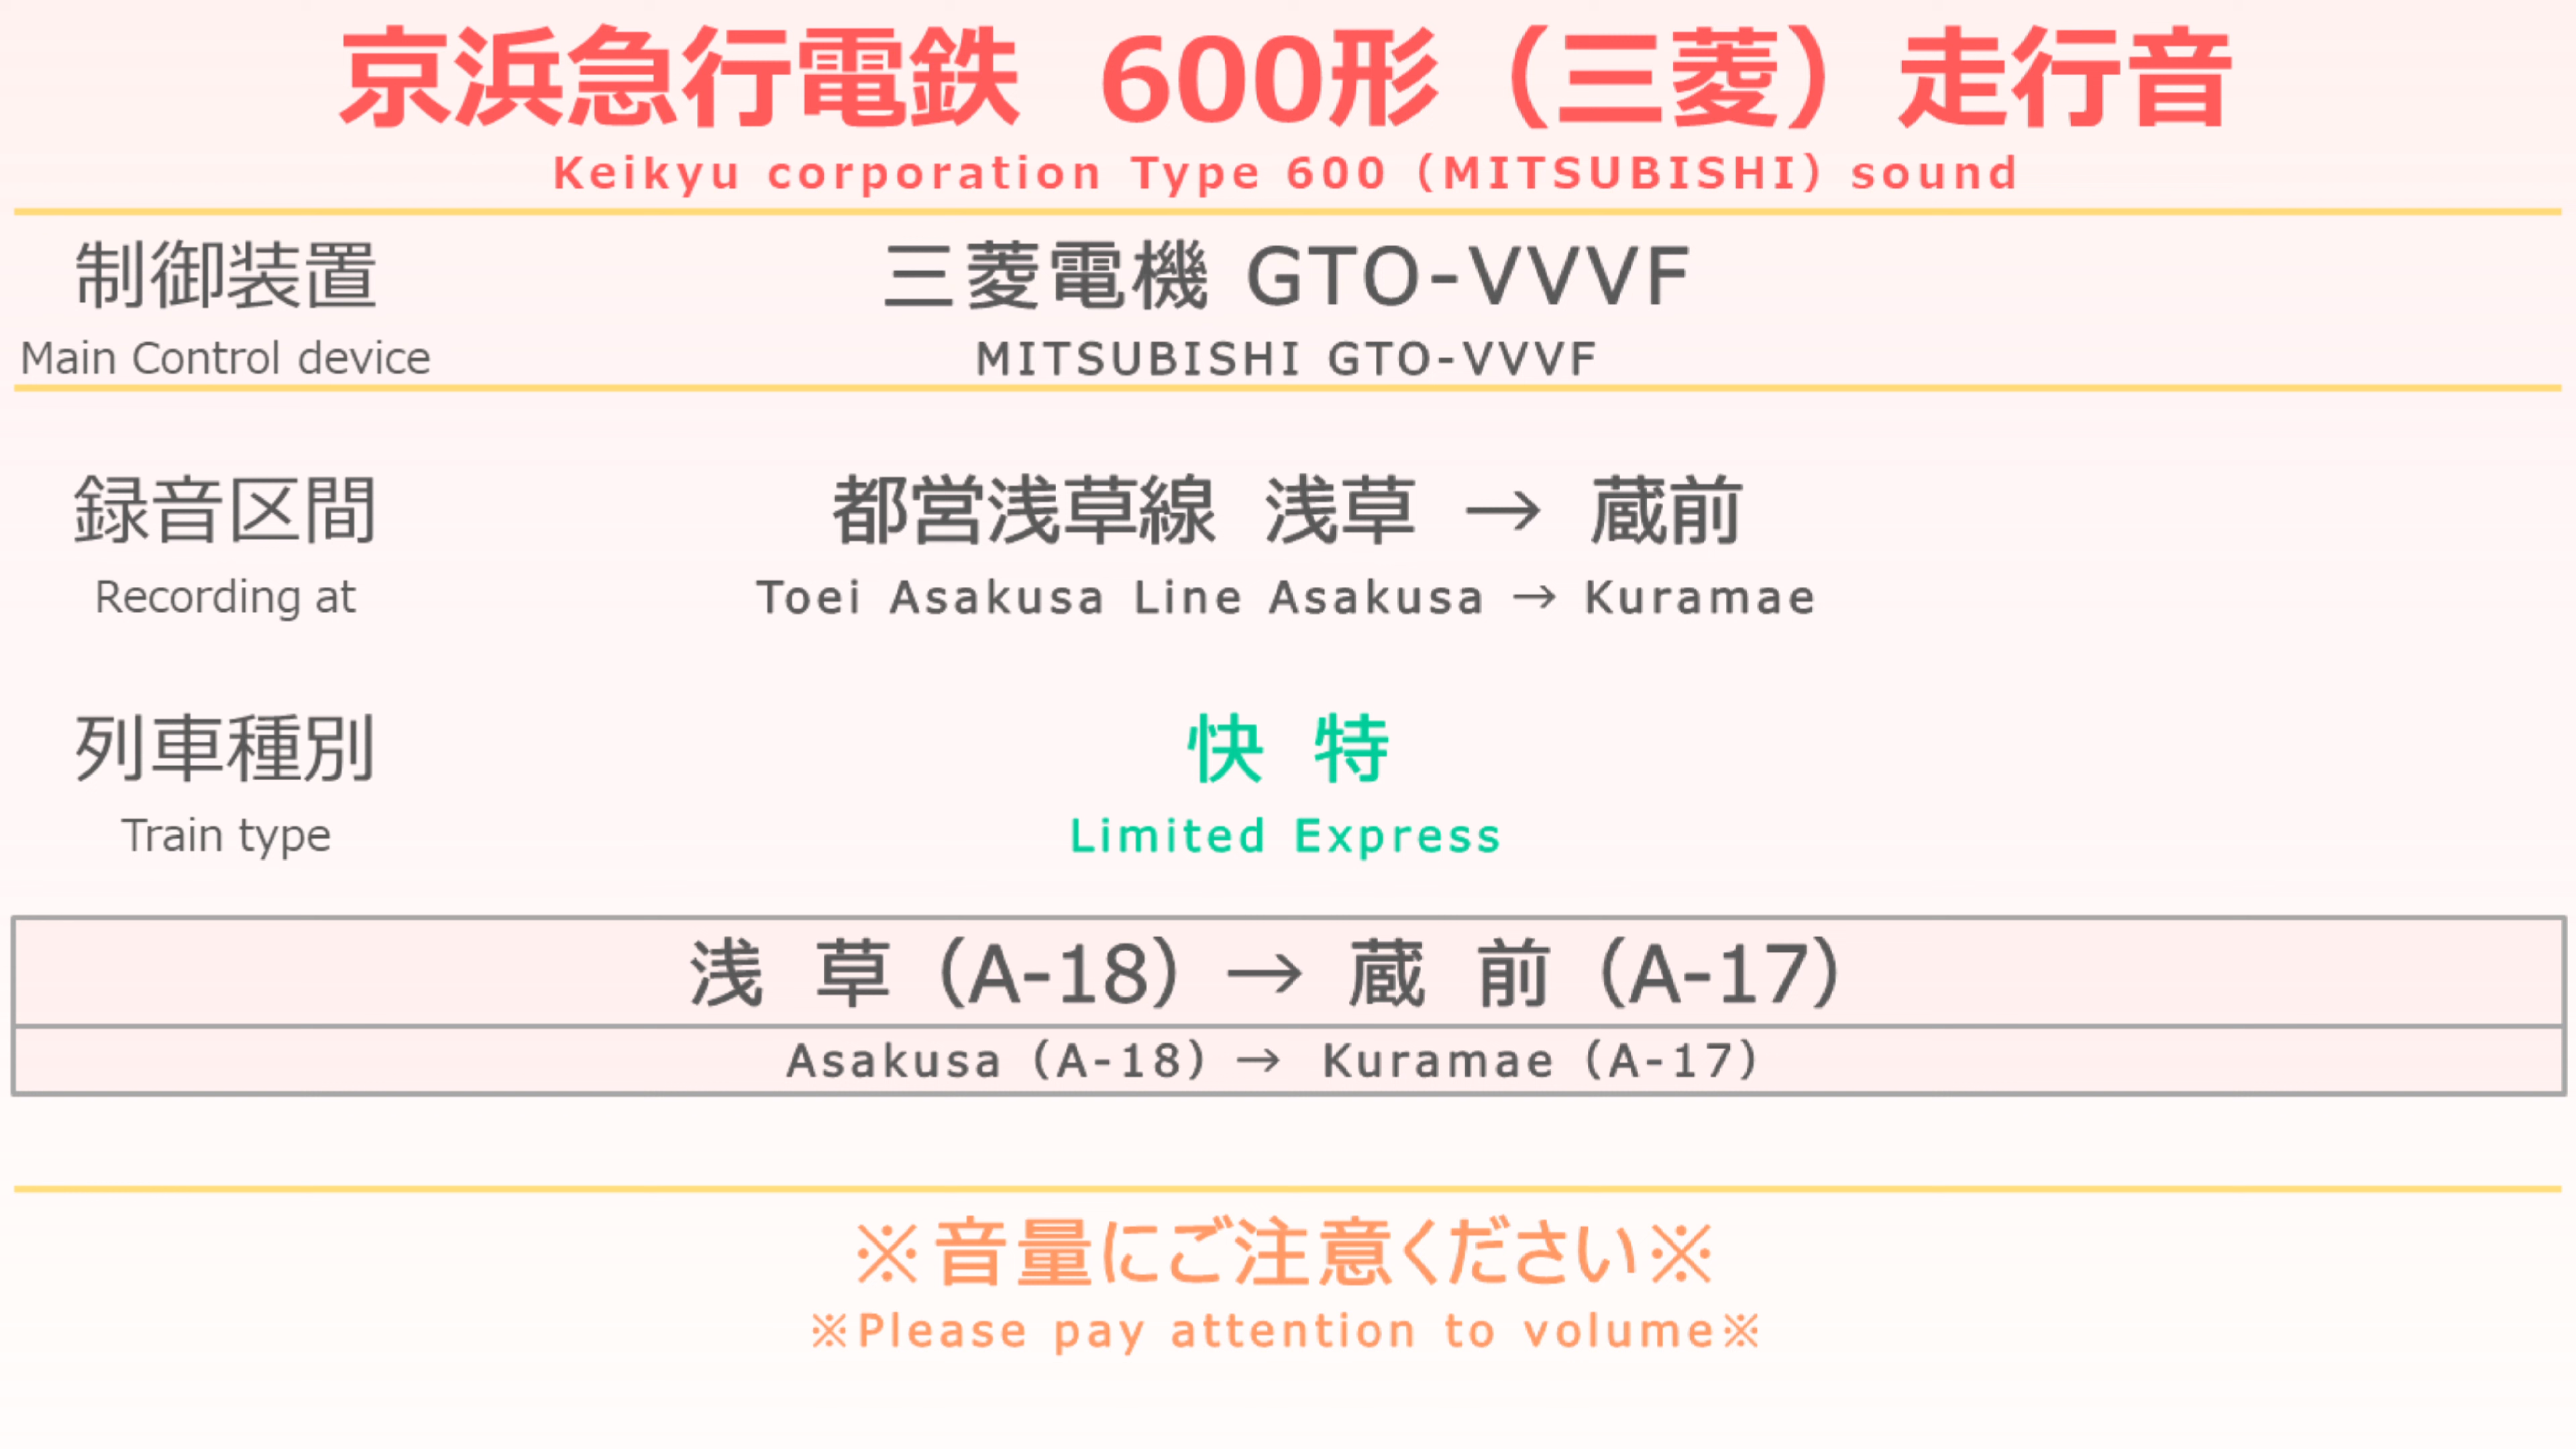 京浜急行電鉄 600形（三菱）走行音
Keikyu corporation Type 600 (MITSUBISHI) sound
制御装置 三菱電機 GTO-VVVF
Main Control device MITSUBISHI GTO-VVVF
録音区間 都営浅草線 浅草 → 蔵前
Recording at Toei Asakusa Line Asakusa → Kuramae
列車種別 快 特
Train type Limited Express
浅 草（A-18）→ 蔵 前（A-17）
Asakusa (A-18) → Kuramae (A-17)
※音量にご注意ください※
※Please pay attention to volume※